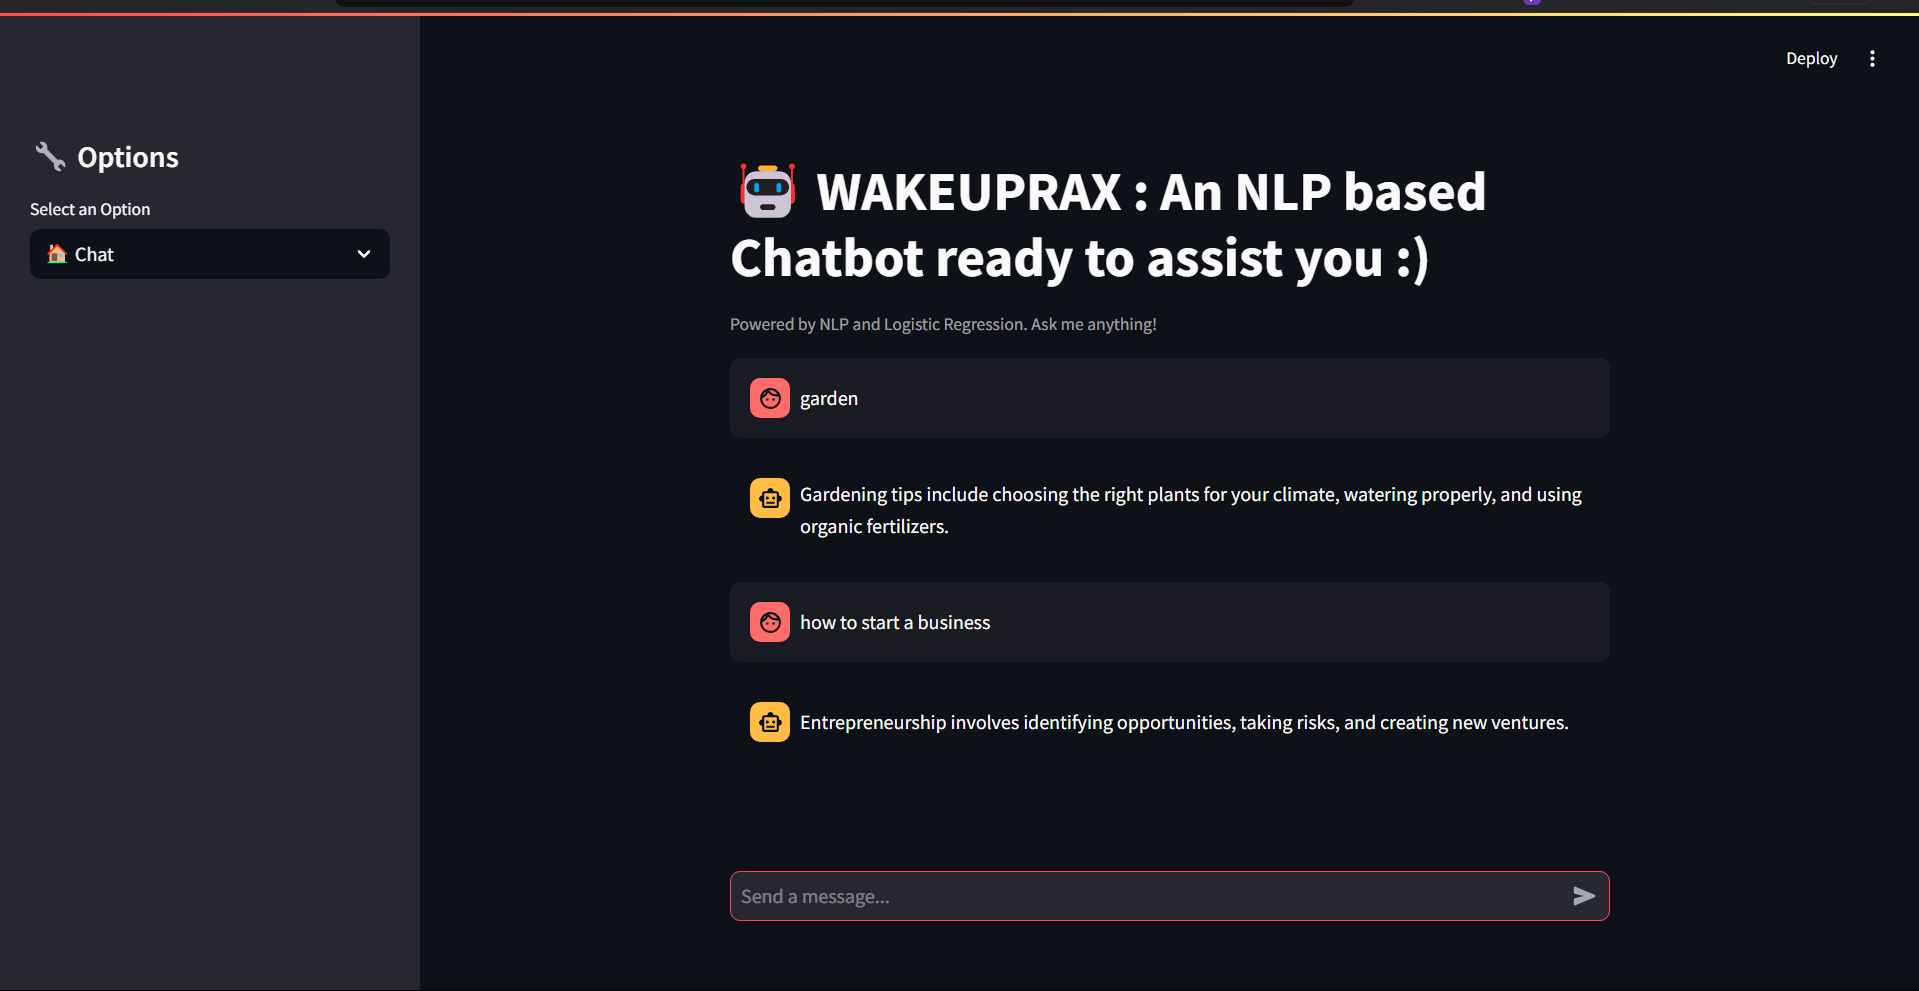 Deploy
Options
Select an Option
Chat
WAKEUPRAX : An NLP based
Chatbot ready to assist you :)
Powered by NLP and Logistic Regression. Ask me anything!
garden
Gardening tips include choosing the right plants for your climate, watering properly, and using
organic fertilizers.
how to start a business
Entrepreneurship involves identifying opportunities, taking risks, and creating new ventures.
Send a message...